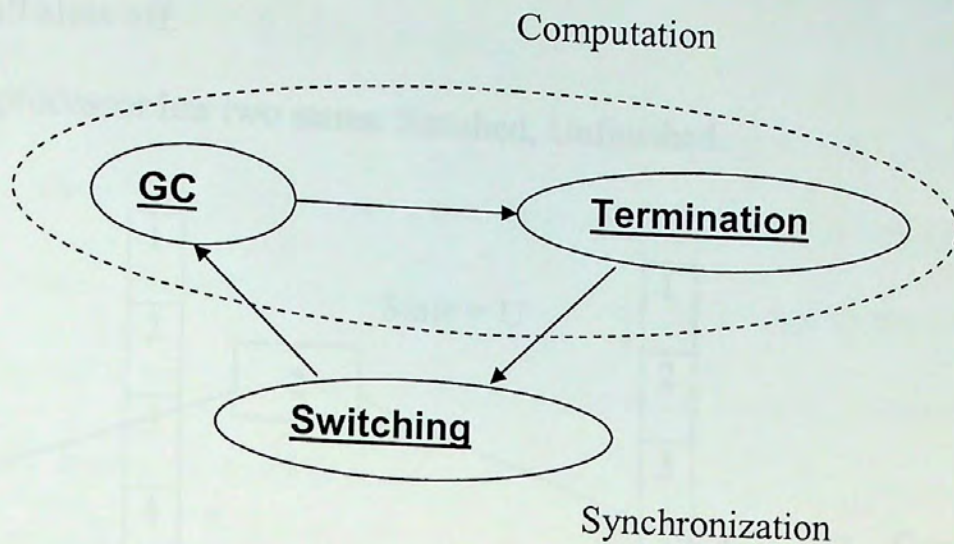 Computation
GC
Termination
Switching
Synchronization